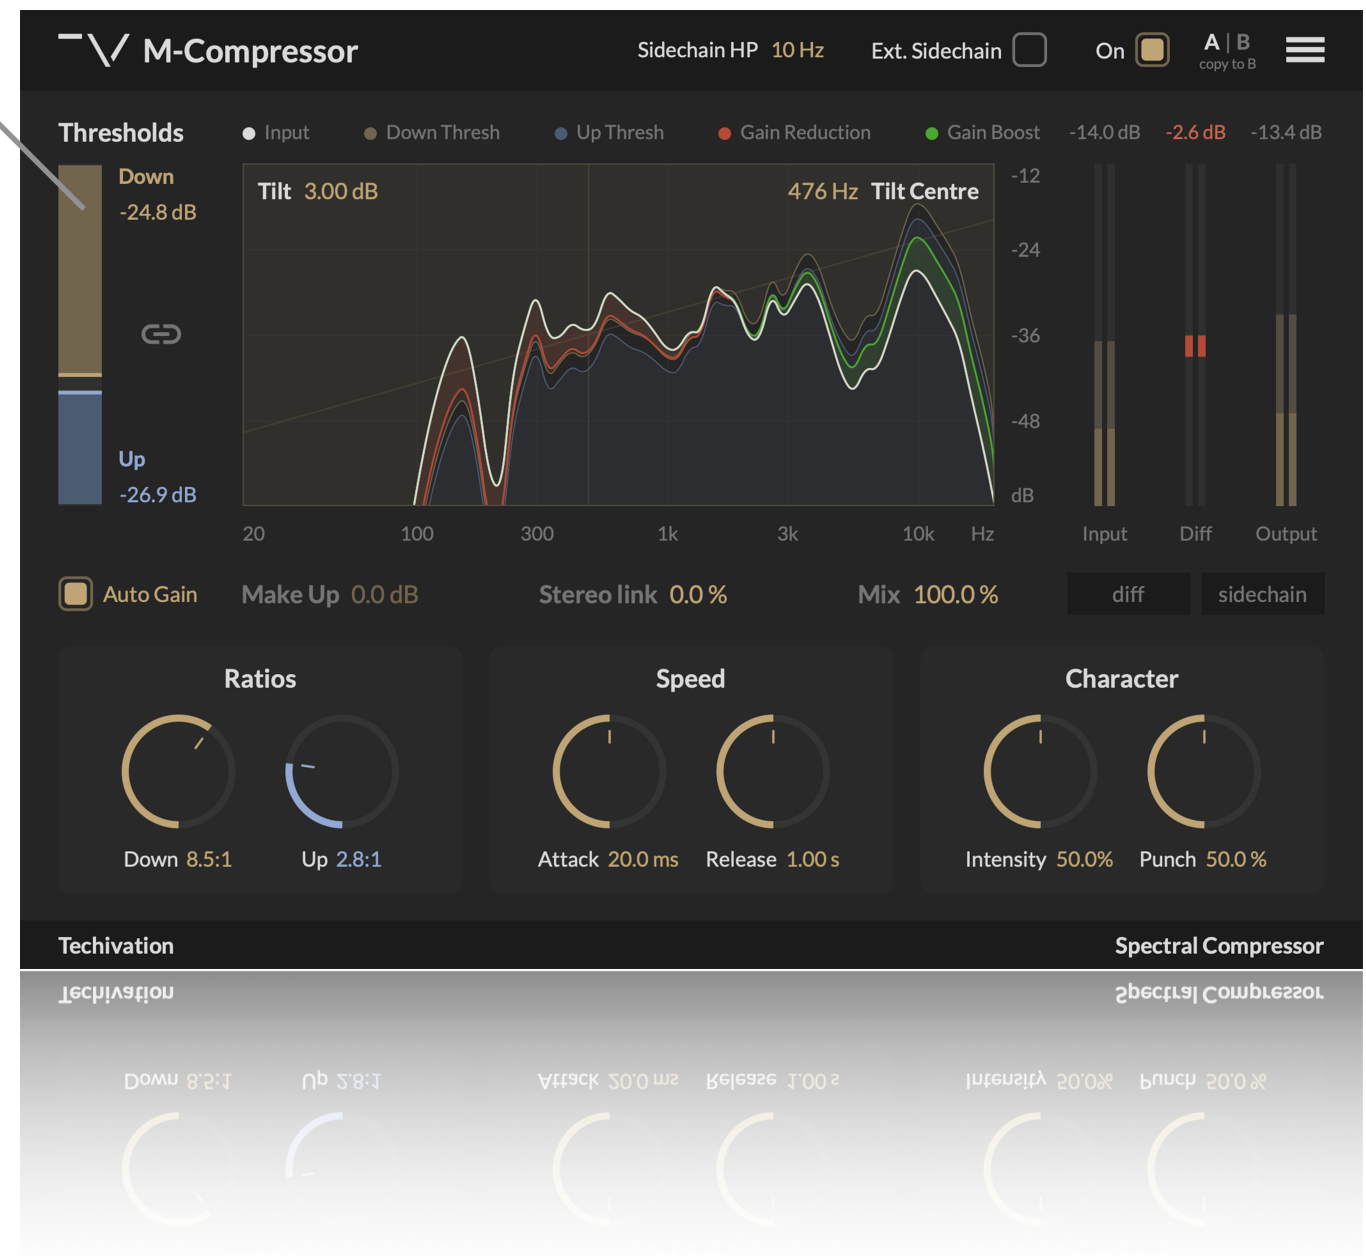 M-Compressor
Sidechain HP 10 Hz
Ext. Sidechain
On
A | B
copy to B
Thresholds
Input
Down Thresh
Up Thresh
Gain Reduction
Gain Boost
-14.0 dB
-2.6 dB
-13.4 dB
Down
-24.8 dB
Up
-26.9 dB
Tilt 3.00 dB
476 Hz Tilt Centre
-12
-24
-36
-48
dB
20
100
300
1k
3k
10k
Hz
Input
Diff
Output
Auto Gain
Make Up 0.0 dB
Stereo link 0.0 %
Mix 100.0 %
diff
sidechain
Ratios
Down 8.5:1
Up 2.8:1
Speed
Attack 20.0 ms
Release 1.00 s
Character
Intensity 50.0%
Punch 50.0 %
Techivation
Spectral Compressor
Techivation
Spectral Compressor
Down 8.5:1
Up 2.8:1
Attack 20.0 ms
Release 1.00 s
Intensity 50.0%
Punch 50.0 %